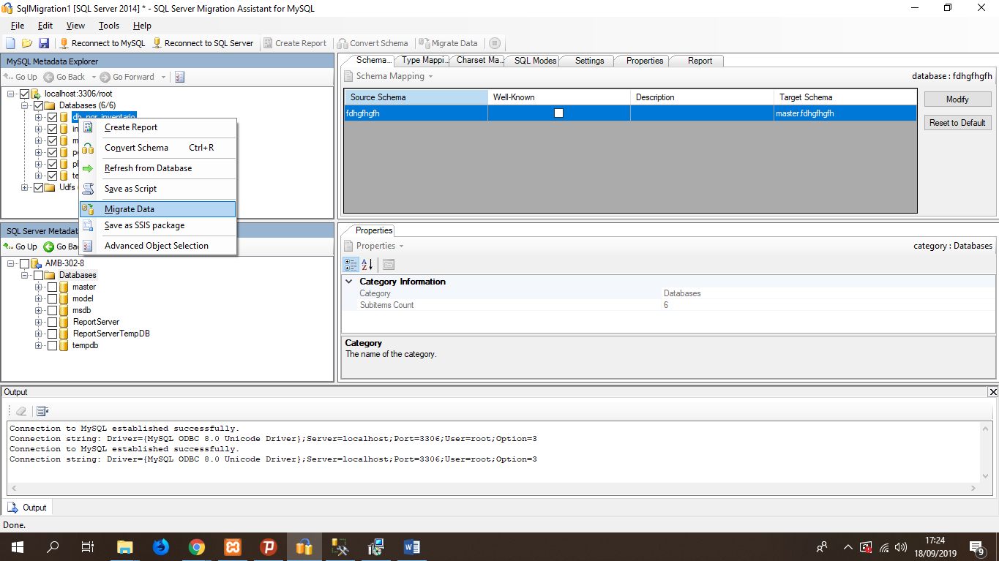 SqlMigration1 [SQL Server 2014] * - SQL Server Migration Assistant for MySQL
File Edit View Tools Help
Reconnect to MySQL Reconnect to SQL Server Create Report Convert Schema Migrate Data
MySQL Metadata Explorer
Go Up Go Back Go Forward
localhost:3306/root
Databases (6/6)
db_ngr_inventario
in
m
pe
pl
te
Udfs
Create Report
Convert Schema Ctrl+R
Refresh from Database
Save as Script
Migrate Data
Save as SSIS package
Advanced Object Selection
Schema... Type Mappi... Charset Ma... SQL Modes Settings Properties Report
Schema Mapping
database : fdhgfhgfh
Source Schema Well-Known Description Target Schema
fdhgfhgfh master.fdhgfhgfh
Modify
Reset to Default
SQL Server Metadat
Go Up Go Bac
AMB-302-8
Databases
master
model
msdb
ReportServer
ReportServerTempDB
tempdb
Properties
Properties
category : Databases
Category Information
Category Databases
Subitems Count 6
Category
The name of the category.
Output
Connection to MySQL established successfully.
Connection string: Driver={MySQL ODBC 8.0 Unicode Driver};Server=localhost;Port=3306;User=root;Option=3
Connection to MySQL established successfully.
Connection string: Driver={MySQL ODBC 8.0 Unicode Driver};Server=localhost;Port=3306;User=root;Option=3
Output
Done.
17:24
18/09/2019
9